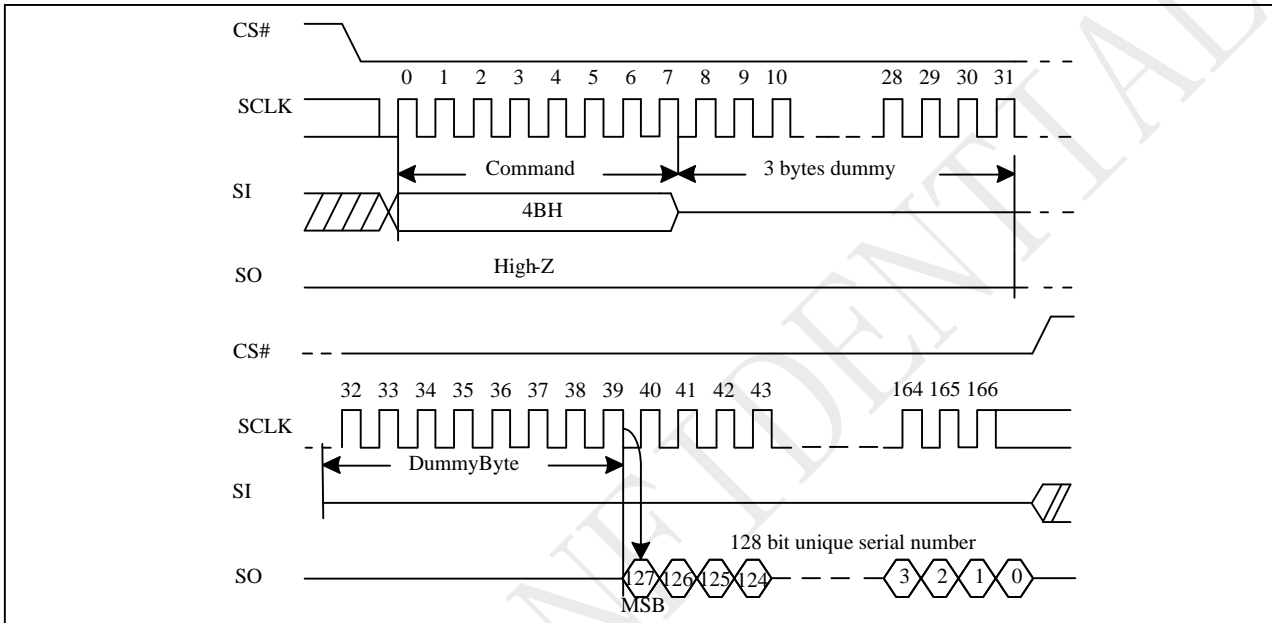 CS#
0 1 2 3 4 5 6 7 8 9 10 28 29 30 31
SCLK
Command 3 bytes dummy
SI
4BH
High-Z
SO
CS#
32 33 34 35 36 37 38 39 40 41 42 43 164 165 166
SCLK
DummyByte
SI
128 bit unique serial number
SO 127 126 125 124 3 2 1 0
MSB